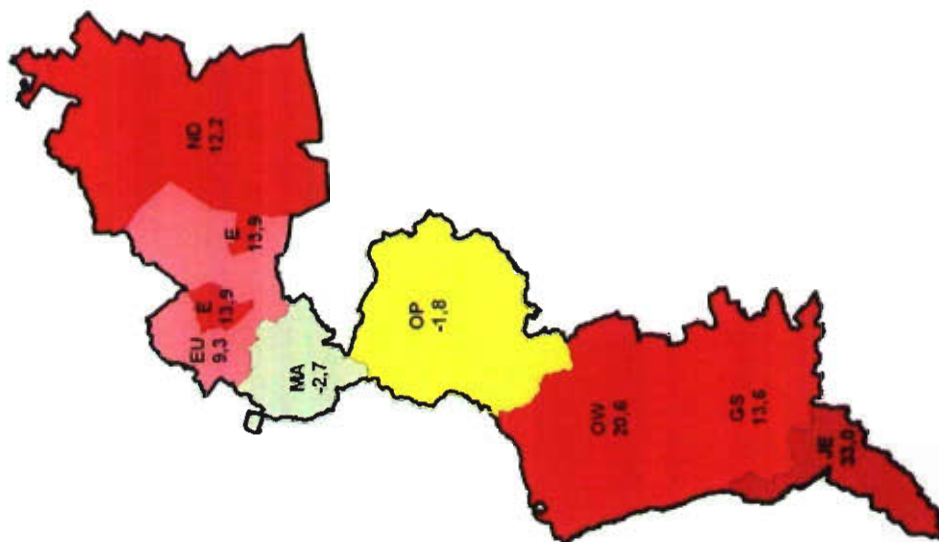 ND
12,2
E
13,9
E
13,9
EU
9,3
MA
-2,7
OP
-1,8
OW
20,6
GS
13,6
JE
33,0